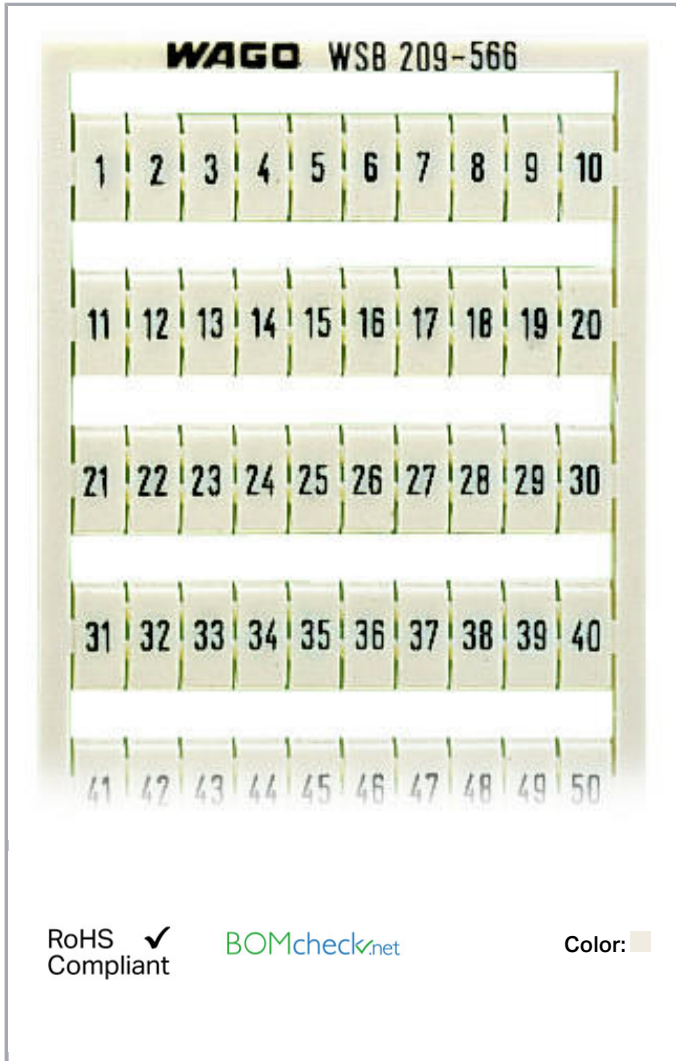 WAGO WSB 209-566
1 2 3 4 5 6 7 8 9 10
11 12 13 14 15 16 17 18 19 20
21 22 23 24 25 26 27 28 29 30
31 32 33 34 35 36 37 38 39 40
41 42 43 44 45 46 47 48 49 50
RoHS ✓ BOMcheck.net Color:
Compliant